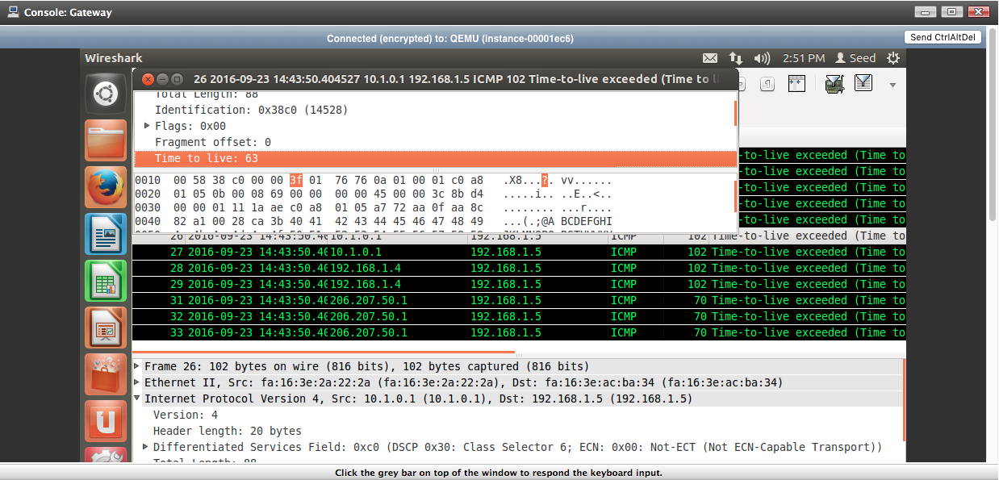 Console: Gateway
Connected (encrypted) to: QEMU (instance-00001ec6)
Send CtrlAltDel
Wireshark
2:51 PM Seed
26 2016-09-23 14:43:50.404527 10.1.0.1 192.168.1.5 ICMP 102 Time-to-live exceeded (Time to l
Total Length: 88
Identification: 0x38c0 (14528)
Flags: 0x00
Fragment offset: 0
Time to live: 63
-to-live exceeded (Time to
-to-live exceeded (Time to
-to-live exceeded (Time to
-to-live exceeded (Time to
-to-live exceeded (Time to
0010 00 58 38 c0 00 00 3f 01 76 76 0a 01 00 01 c0 a8 .X8...?. vv......
0020 01 05 0b 00 08 69 00 00 00 00 45 00 00 3c 8b d4 .....i.. ..E..<..
0030 00 00 01 11 1a ae c0 a8 01 05 a7 72 aa 0f aa 8c ........ ...r....
0040 82 a1 00 28 ca 3b 40 41 42 43 44 45 46 47 48 49 ...(.;@A BCDEFGHI
26 2016-09-23 14:43:50.40 10.1.0.1 192.168.1.5 ICMP 102 Time-to-live exceeded (Time to
27 2016-09-23 14:43:50.40 10.1.0.1 192.168.1.5 ICMP 102 Time-to-live exceeded (Time to
28 2016-09-23 14:43:50.40 192.168.1.4 192.168.1.5 ICMP 102 Time-to-live exceeded (Time to
29 2016-09-23 14:43:50.40 192.168.1.4 192.168.1.5 ICMP 102 Time-to-live exceeded (Time to
31 2016-09-23 14:43:50.40 206.207.50.1 192.168.1.5 ICMP 70 Time-to-live exceeded (Time to
32 2016-09-23 14:43:50.40 206.207.50.1 192.168.1.5 ICMP 70 Time-to-live exceeded (Time to
33 2016-09-23 14:43:50.40 206.207.50.1 192.168.1.5 ICMP 70 Time-to-live exceeded (Time to
Frame 26: 102 bytes on wire (816 bits), 102 bytes captured (816 bits)
Ethernet II, Src: fa:16:3e:2a:22:2a (fa:16:3e:2a:22:2a), Dst: fa:16:3e:ac:ba:34 (fa:16:3e:ac:ba:34)
Internet Protocol Version 4, Src: 10.1.0.1 (10.1.0.1), Dst: 192.168.1.5 (192.168.1.5)
Version: 4
Header length: 20 bytes
Differentiated Services Field: 0xc0 (DSCP 0x30: Class Selector 6; ECN: 0x00: Not-ECT (Not ECN-Capable Transport))
Total Length: 88
Click the grey bar on top of the window to respond the keyboard input.